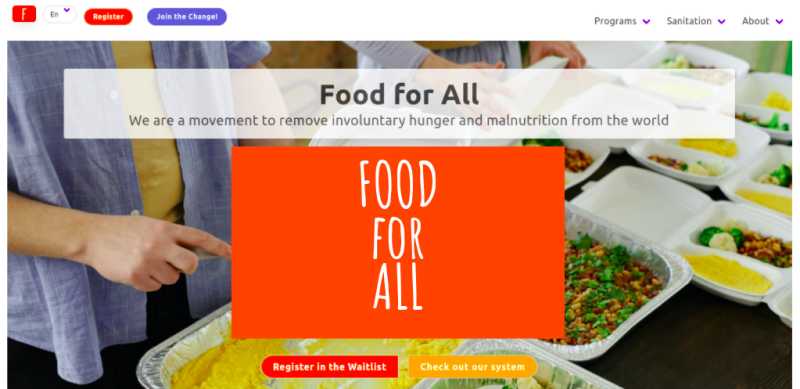 F
En
Register
Join the Change!
Programs
Sanitation
About
Food for All
We are a movement to remove involuntary hunger and malnutrition from the world
FOOD
FOR
ALL
Register in the Waitlist
Check out our system